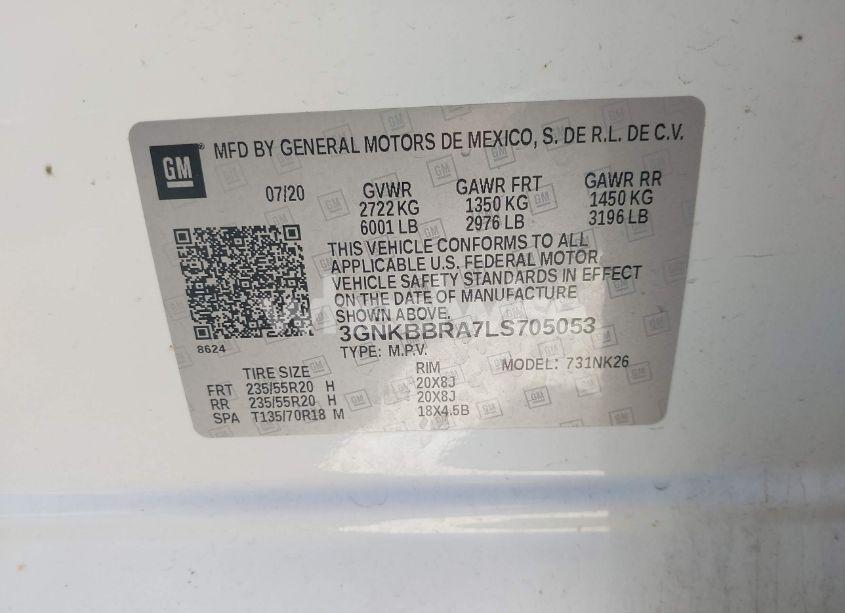 GM MFD BY GENERAL MOTORS DE MEXICO, S. DE R.L. DE C.V.
07/20 GVWR GAWR FRT GAWR RR
2722 KG 1350 KG 1450 KG
6001 LB 2976 LB 3196 LB
THIS VEHICLE CONFORMS TO ALL
APPLICABLE U.S. FEDERAL MOTOR
VEHICLE SAFETY STANDARDS IN EFFECT
ON THE DATE OF MANUFACTURE
SHOWN ABOVE.
3GNKBBRA7LS705053
8624 TYPE: M.P.V. MODEL: 731NK26
TIRE SIZE RIM
FRT 235/55R20 H 20X8J
RR 235/55R20 H 20X8J
SPA T135/70R18 M 18X4.5B